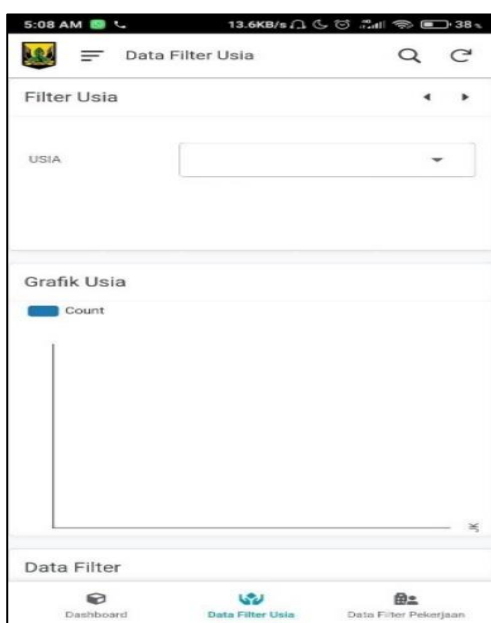 5:08 AM 13.6KB/s 38%
Data Filter Usia
Filter Usia
USIA
Grafik Usia
Count
Data Filter
Dashboard Data Filter Usia Data Filter Pekerjaan